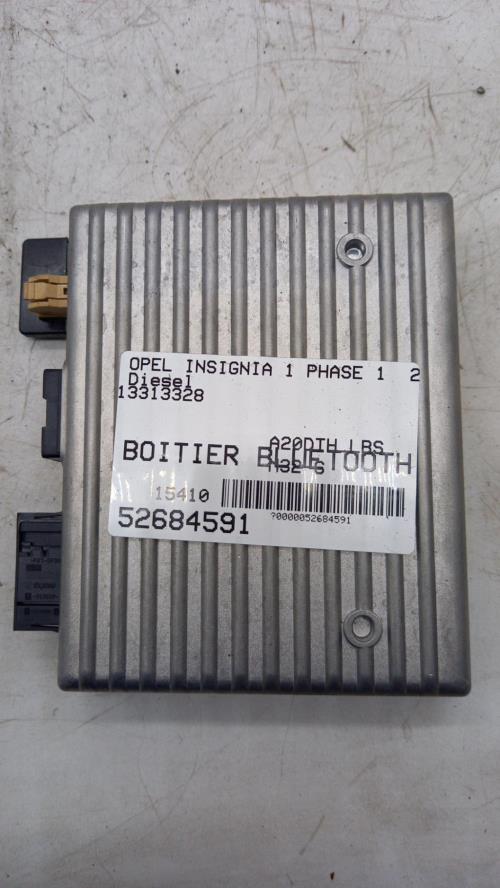 OPEL INSIGNIA 1 PHASE 1 2
Diesel
13313328
A20DTH LBS
BOITIER BLUETOOTH
M32-6
15410
?0000052684591
52684591